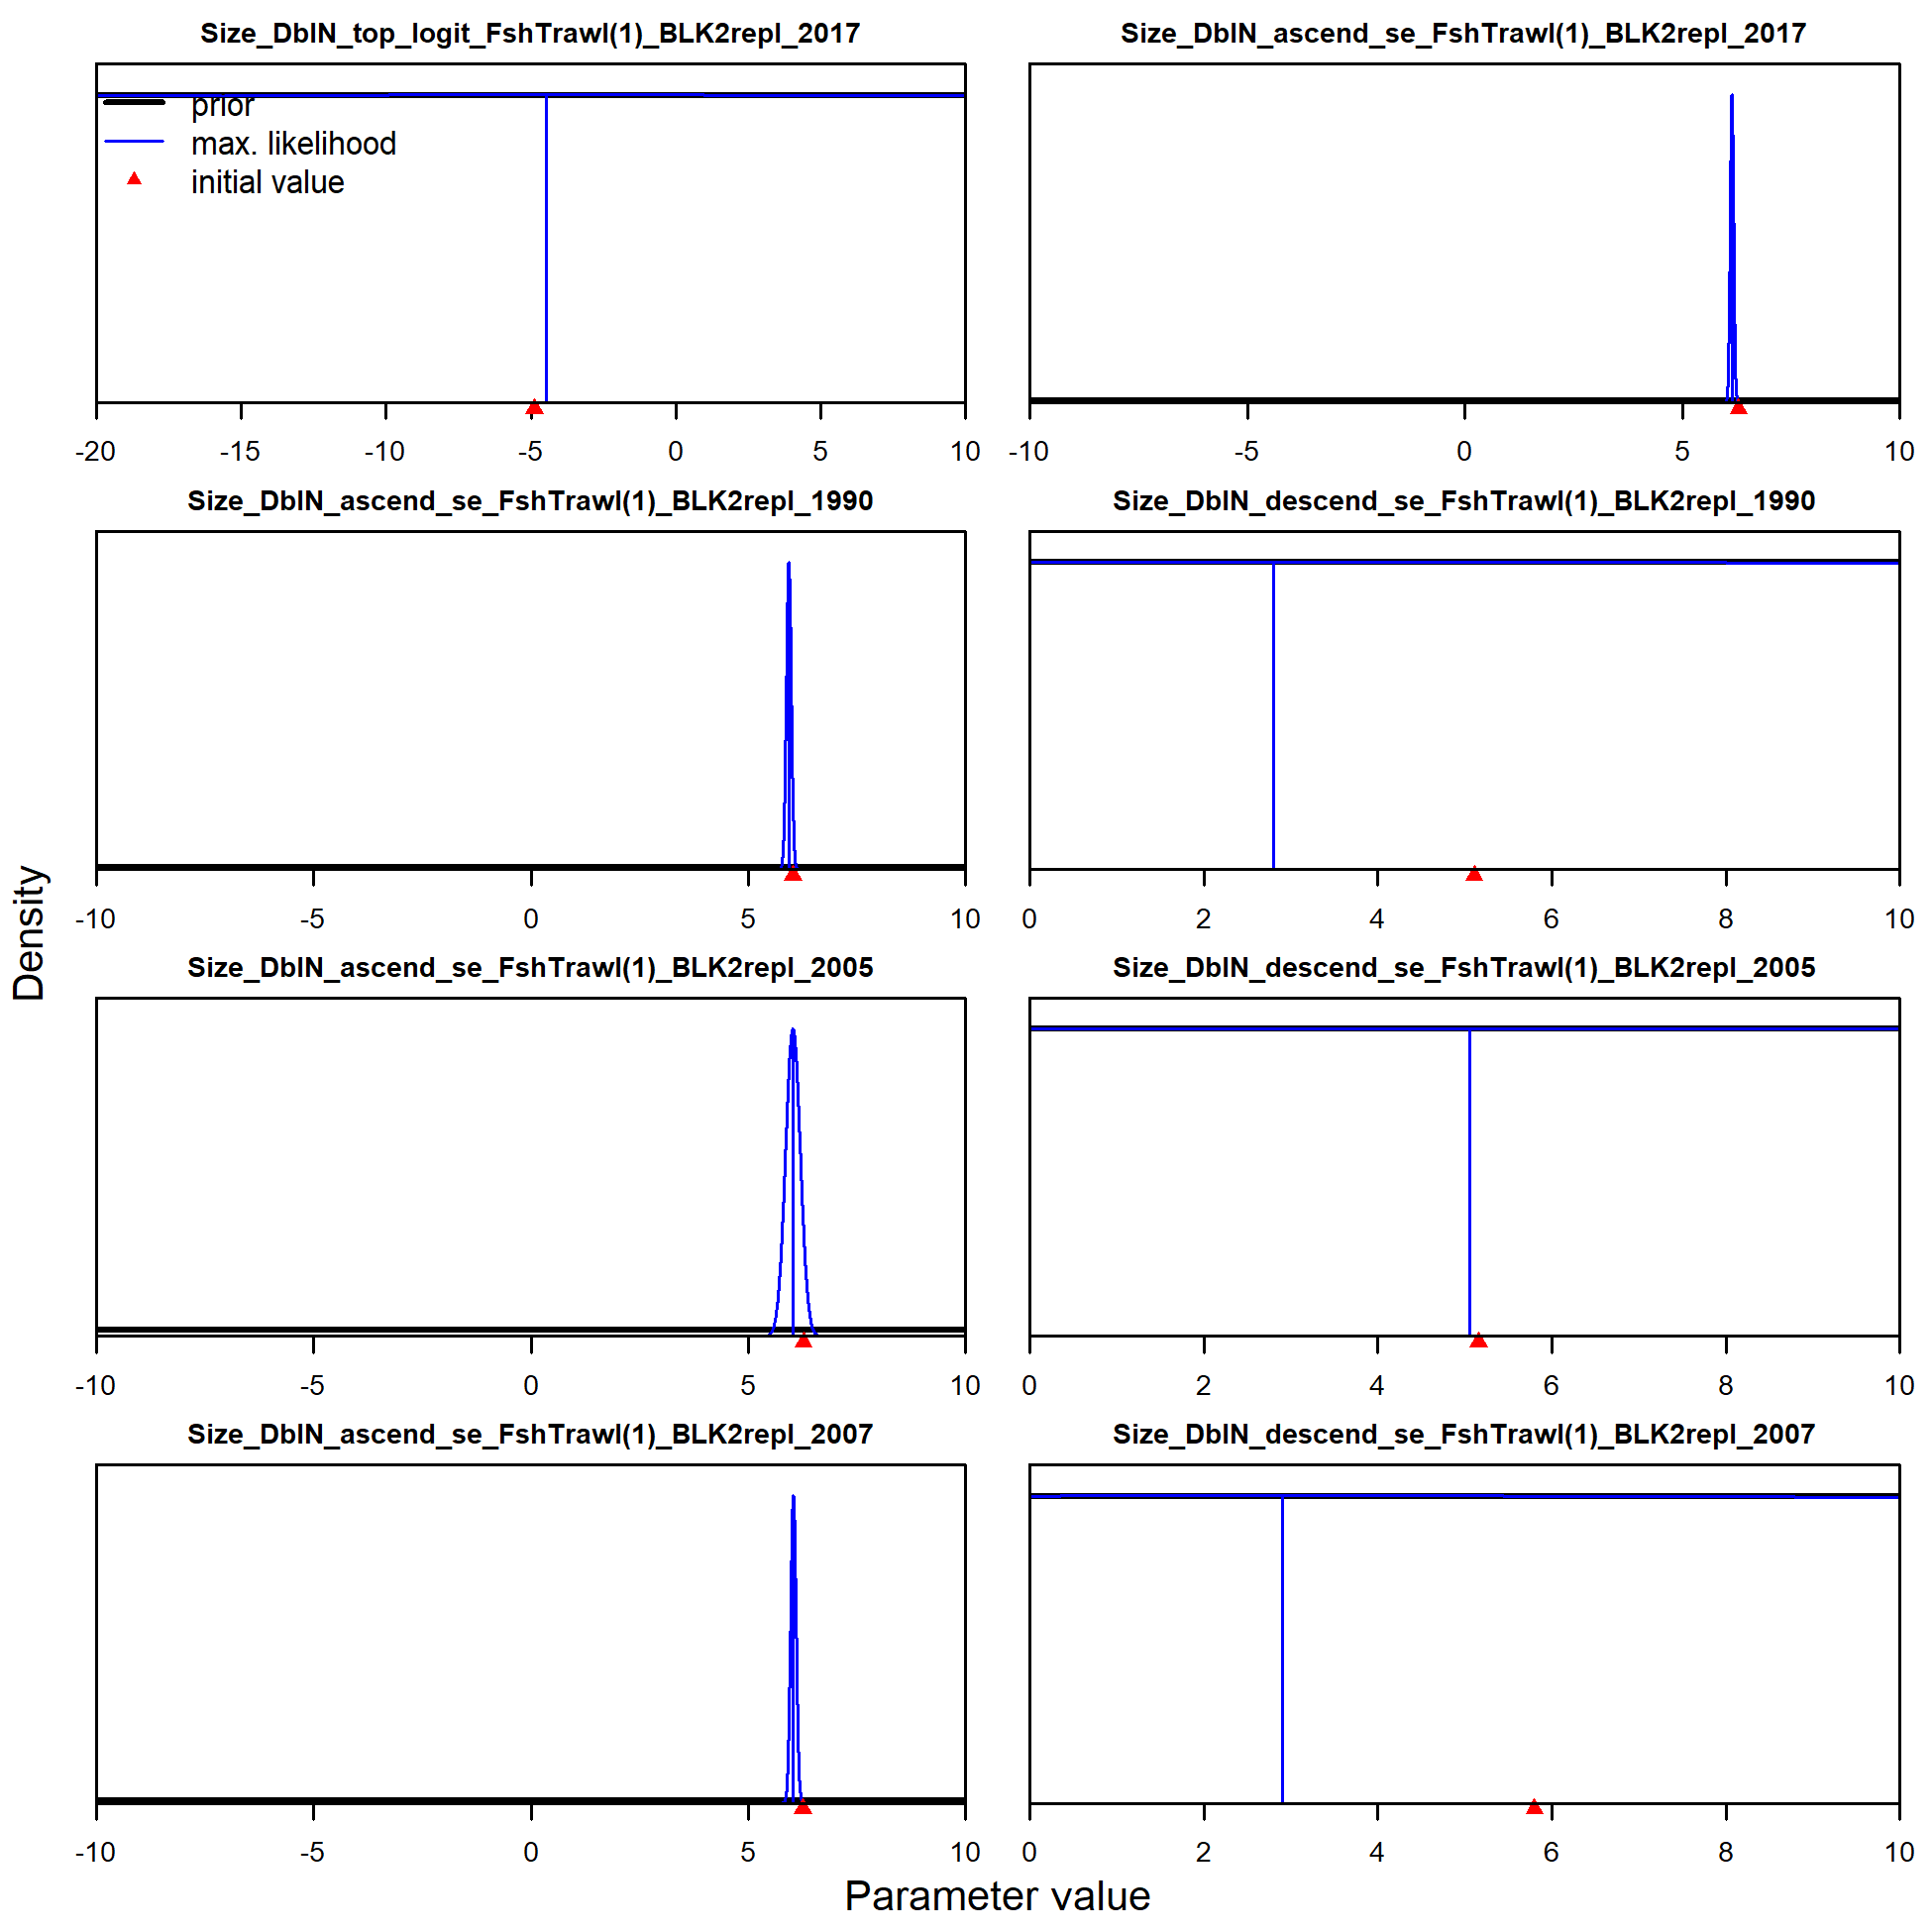 Size_DblN_top_logit_FshTrawl(1)_BLK2repl_2017
Size_DblN_ascend_se_FshTrawl(1)_BLK2repl_2017
prior
max. likelihood
initial value
-20 -15 -10 -5 0 5 10
-10 -5 0 5 10
Size_DblN_ascend_se_FshTrawl(1)_BLK2repl_1990
Size_DblN_descend_se_FshTrawl(1)_BLK2repl_1990
-10 -5 0 5 10
0 2 4 6 8 10
Size_DblN_ascend_se_FshTrawl(1)_BLK2repl_2005
Size_DblN_descend_se_FshTrawl(1)_BLK2repl_2005
-10 -5 0 5 10
0 2 4 6 8 10
Size_DblN_ascend_se_FshTrawl(1)_BLK2repl_2007
Size_DblN_descend_se_FshTrawl(1)_BLK2repl_2007
-10 -5 0 5 10
0 2 4 6 8 10
Density
Parameter value